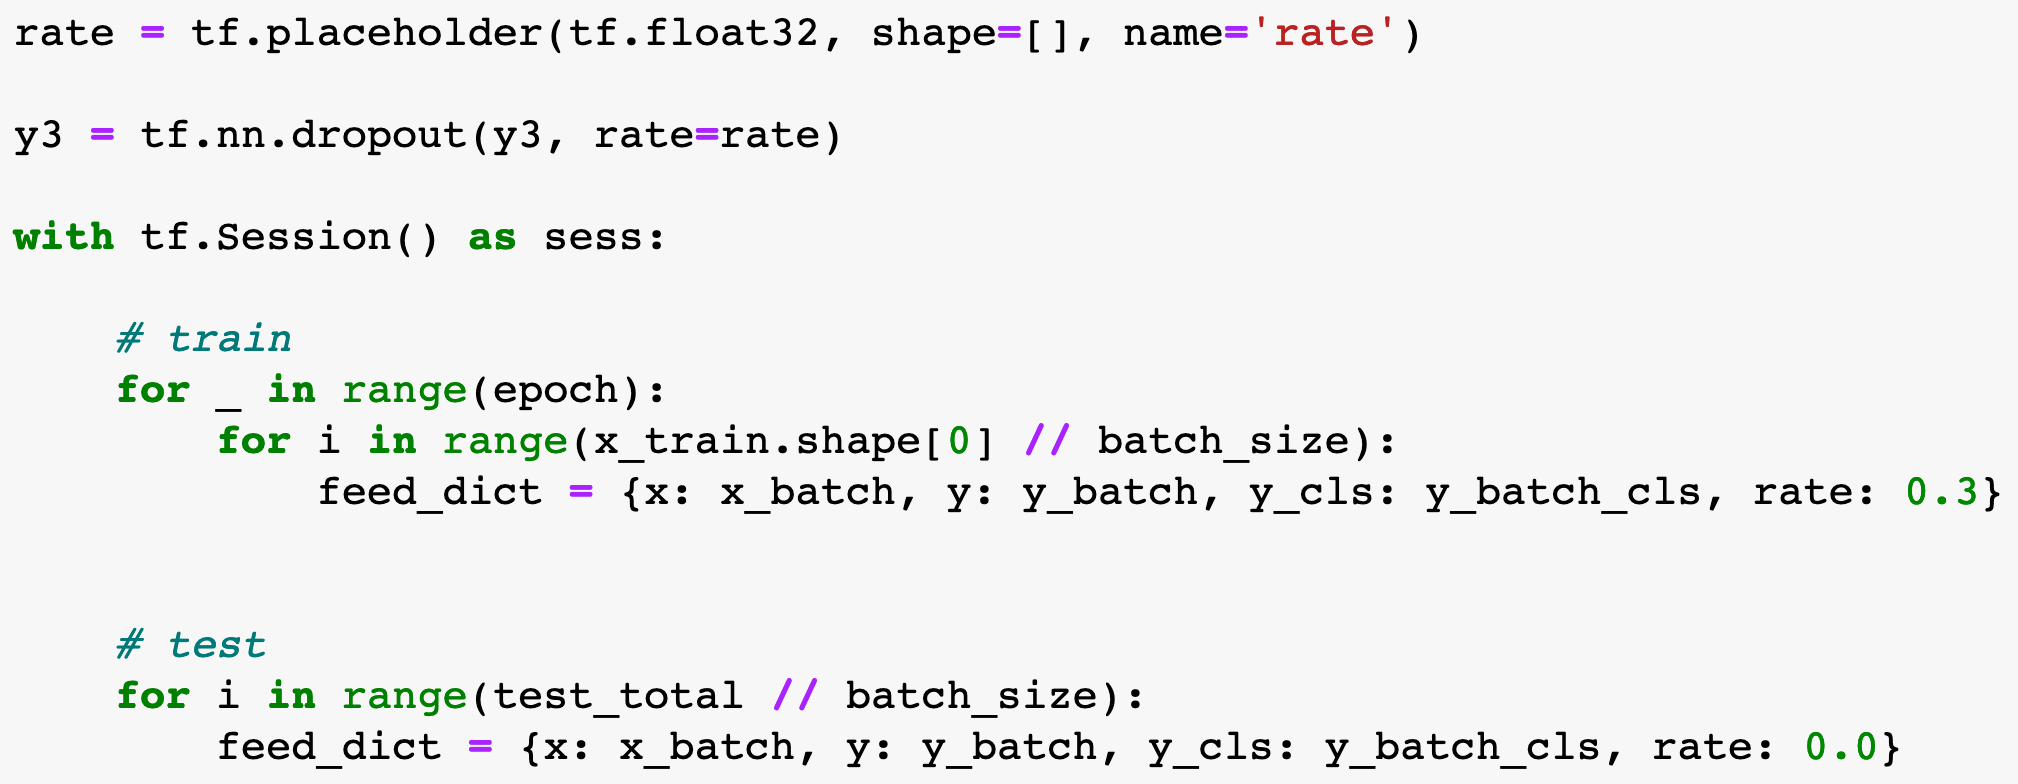 rate = tf.placeholder(tf.float32, shape=[], name='rate')
y3 = tf.nn.dropout(y3, rate=rate)
with tf.Session() as sess:
# train
for _ in range(epoch):
for i in range(x_train.shape[0] // batch_size):
feed_dict = {x: x_batch, y: y_batch, y_cls: y_batch_cls, rate: 0.3}
# test
for i in range(test_total // batch_size):
feed_dict = {x: x_batch, y: y_batch, y_cls: y_batch_cls, rate: 0.0}